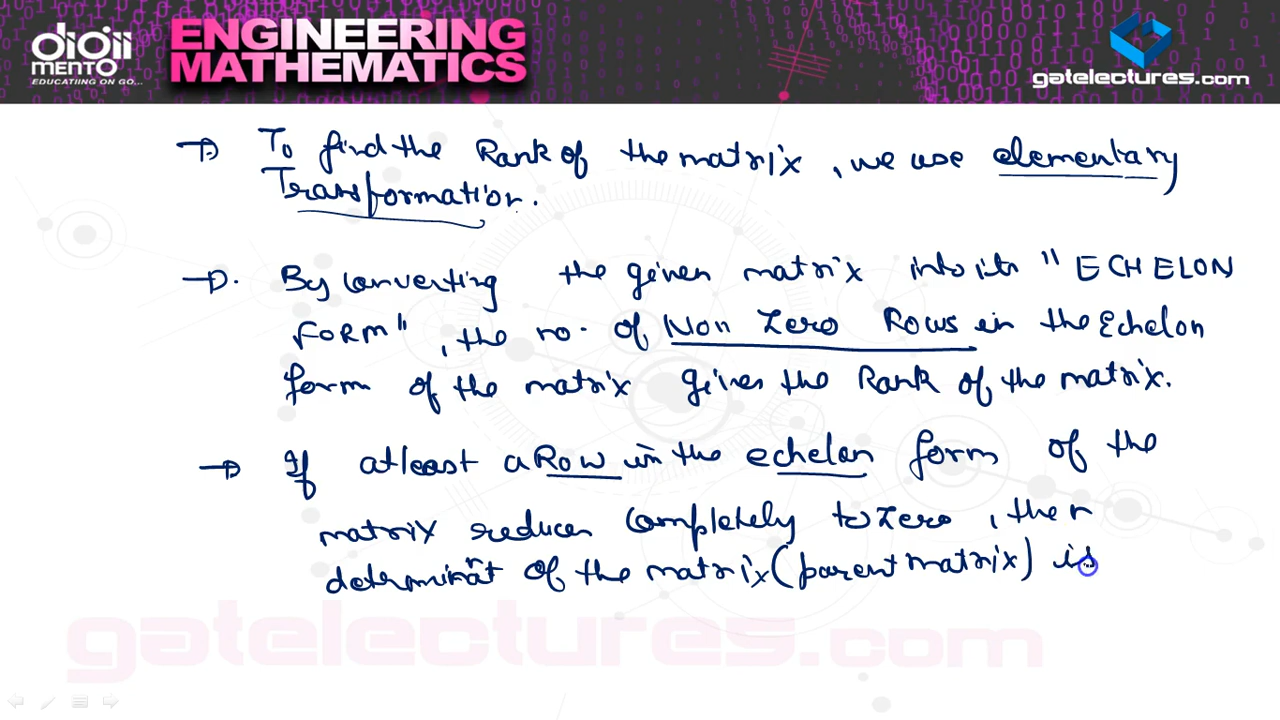 digii
MENTO
EDUCATIING ON GO...
ENGINEERING
MATHEMATICS
gatelectures.com
To find the Rank of the matrix, we use elementary
Transformation.
By converting the given matrix into its "ECHELON
FORM", the no. of Non Zero Rows in the Echelon
form of the matrix gives the Rank of the matrix.
If atleast a Row in the echelon form of the
matrix reduces completely to Zero, then
determinant of the matrix (parent matrix) is
gatelectures.com